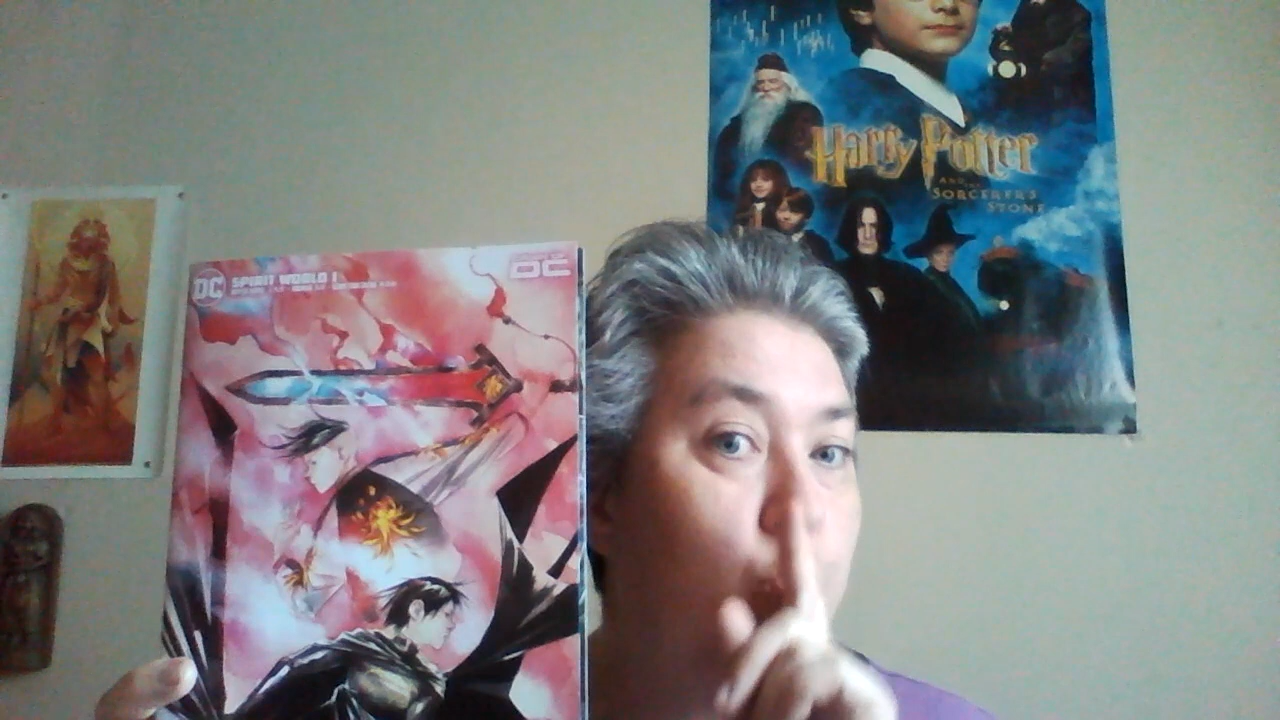 DC
SPIRIT WORLD 1
DC
Harry Potter
AND THE
SORCERER'S
STONE